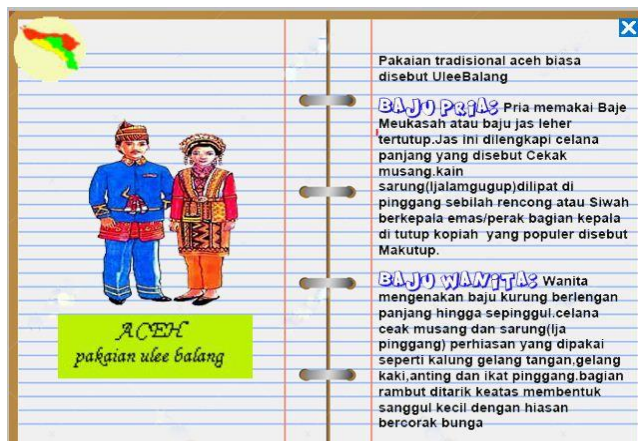 ACEH
pakaian ulee balang
Pakaian tradisional aceh biasa
disebut UleeBalang
BAJU PRIA: Pria memakai Baje
Meukasah atau baju jas leher
tertutup.Jas ini dilengkapi celana
panjang yang disebut Cekak
musang.kain
sarung(Ijalamgugup)dilipat di
pinggang sebilah rencong atau Siwah
berkepala emas/perak bagian kepala
di tutup kopiah yang populer disebut
Makutup.
BAJU WANITA: Wanita
mengenakan baju kurung berlengan
panjang hingga sepinggul.celana
ceak musang dan sarung(Ija
pinggang) perhiasan yang dipakai
seperti kalung gelang tangan,gelang
kaki,anting dan ikat pinggang.bagian
rambut ditarik keatas membentuk
sanggul kecil dengan hiasan
bercorak bunga